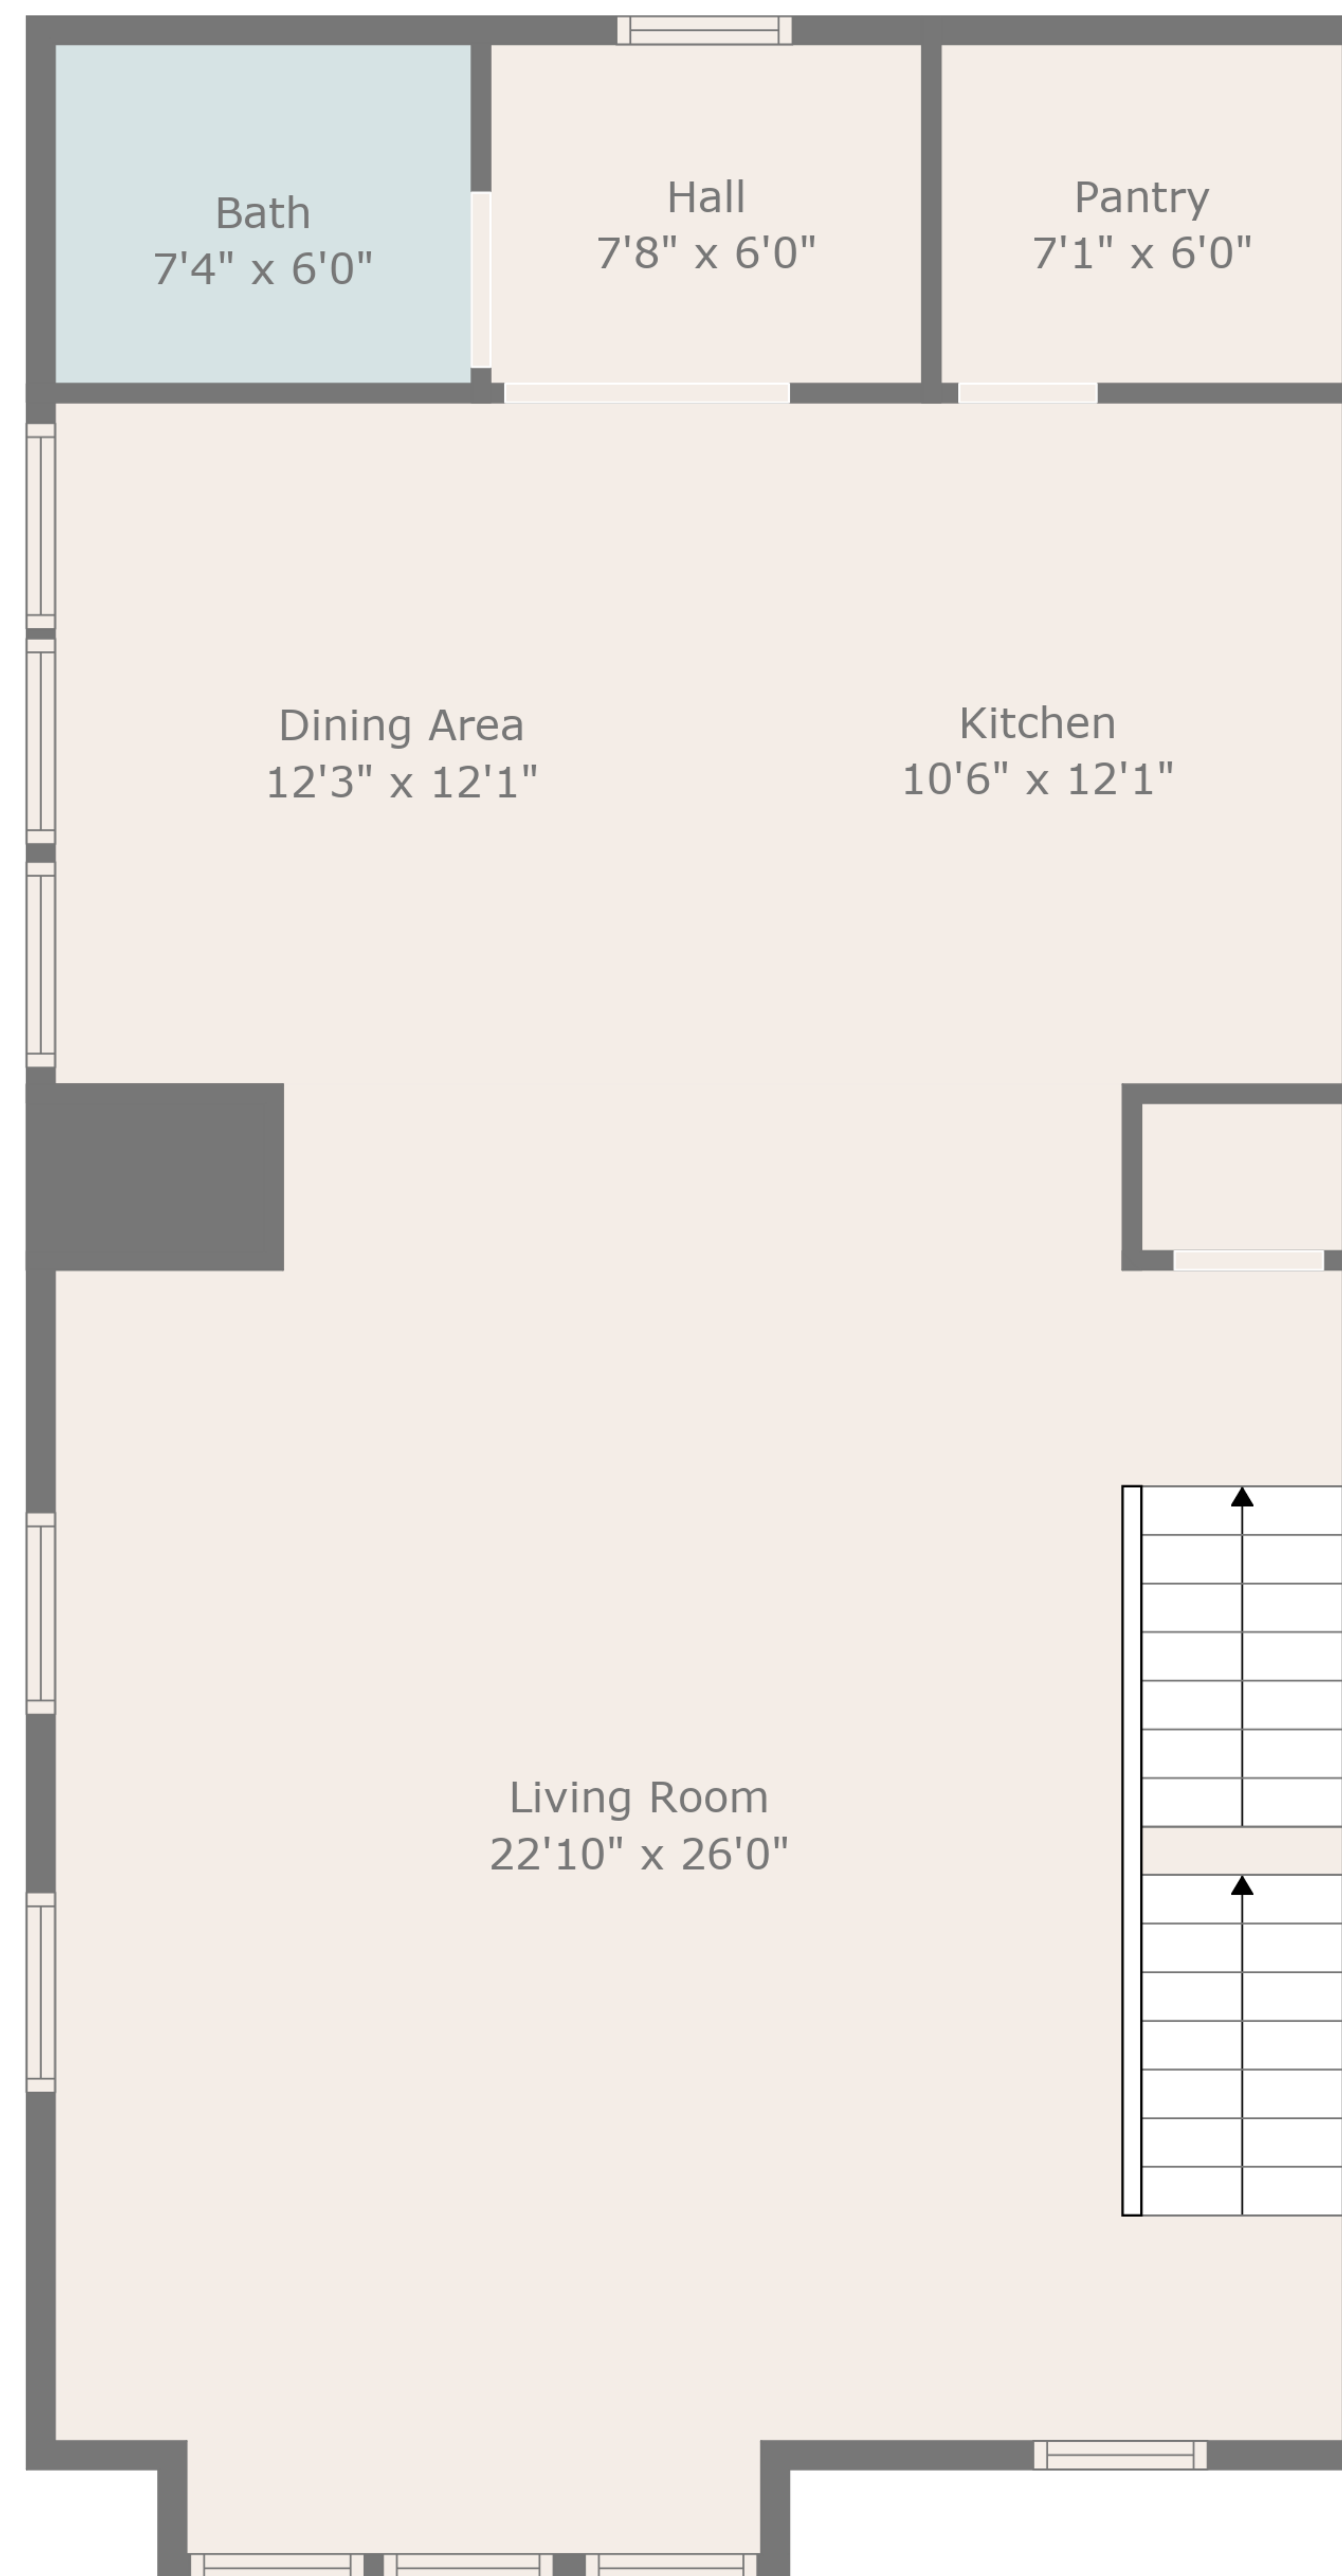 Bath
7'4" x 6'0"
Hall
7'8" x 6'0"
Pantry
7'1" x 6'0"
Dining Area
12'3" x 12'1"
Kitchen
10'6" x 12'1"
Living Room
22'10" x 26'0"